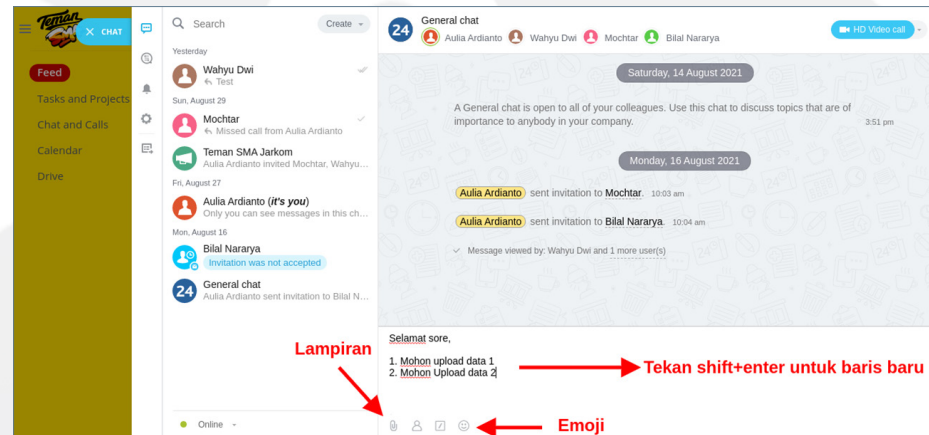 Teman
CHAT
Feed
Tasks and Projects
Chat and Calls
Calendar
Drive
Search
Create
Yesterday
Wahyu Dwi
Test
Sun, August 29
Mochtar
Missed call from Aulia Ardianto
Teman SMA Jarkom
Aulia Ardianto invited Mochtar, Wahyu...
Fri, August 27
Aulia Ardianto (it's you)
Only you can see messages in this ch...
Mon, August 16
Bilal Nararya
Invitation was not accepted
24 General chat
Aulia Ardianto sent invitation to Bilal N...
Online
24 General chat
Aulia Ardianto Wahyu Dwi Mochtar Bilal Nararya
HD Video call
Saturday, 14 August 2021
A General chat is open to all of your colleagues. Use this chat to discuss topics that are of
importance to anybody in your company. 3:51 pm
Monday, 16 August 2021
Aulia Ardianto sent invitation to Mochtar. 10:03 am
Aulia Ardianto sent invitation to Bilal Nararya. 10:04 am
Message viewed by: Wahyu Dwi and 1 more user(s)
Selamat sore,
1. Mohon upload data 1
2. Mohon Upload data 2
Lampiran
Tekan shift+enter untuk baris baru
Emoji